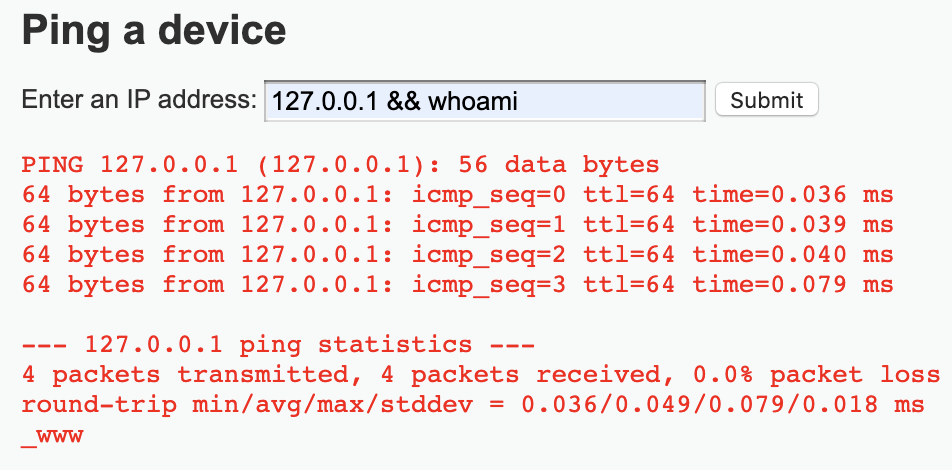 Ping a device
Enter an IP address: 127.0.0.1 && whoami Submit
PING 127.0.0.1 (127.0.0.1): 56 data bytes
64 bytes from 127.0.0.1: icmp_seq=0 ttl=64 time=0.036 ms
64 bytes from 127.0.0.1: icmp_seq=1 ttl=64 time=0.039 ms
64 bytes from 127.0.0.1: icmp_seq=2 ttl=64 time=0.040 ms
64 bytes from 127.0.0.1: icmp_seq=3 ttl=64 time=0.079 ms
--- 127.0.0.1 ping statistics ---
4 packets transmitted, 4 packets received, 0.0% packet loss
round-trip min/avg/max/stddev = 0.036/0.049/0.079/0.018 ms
_www